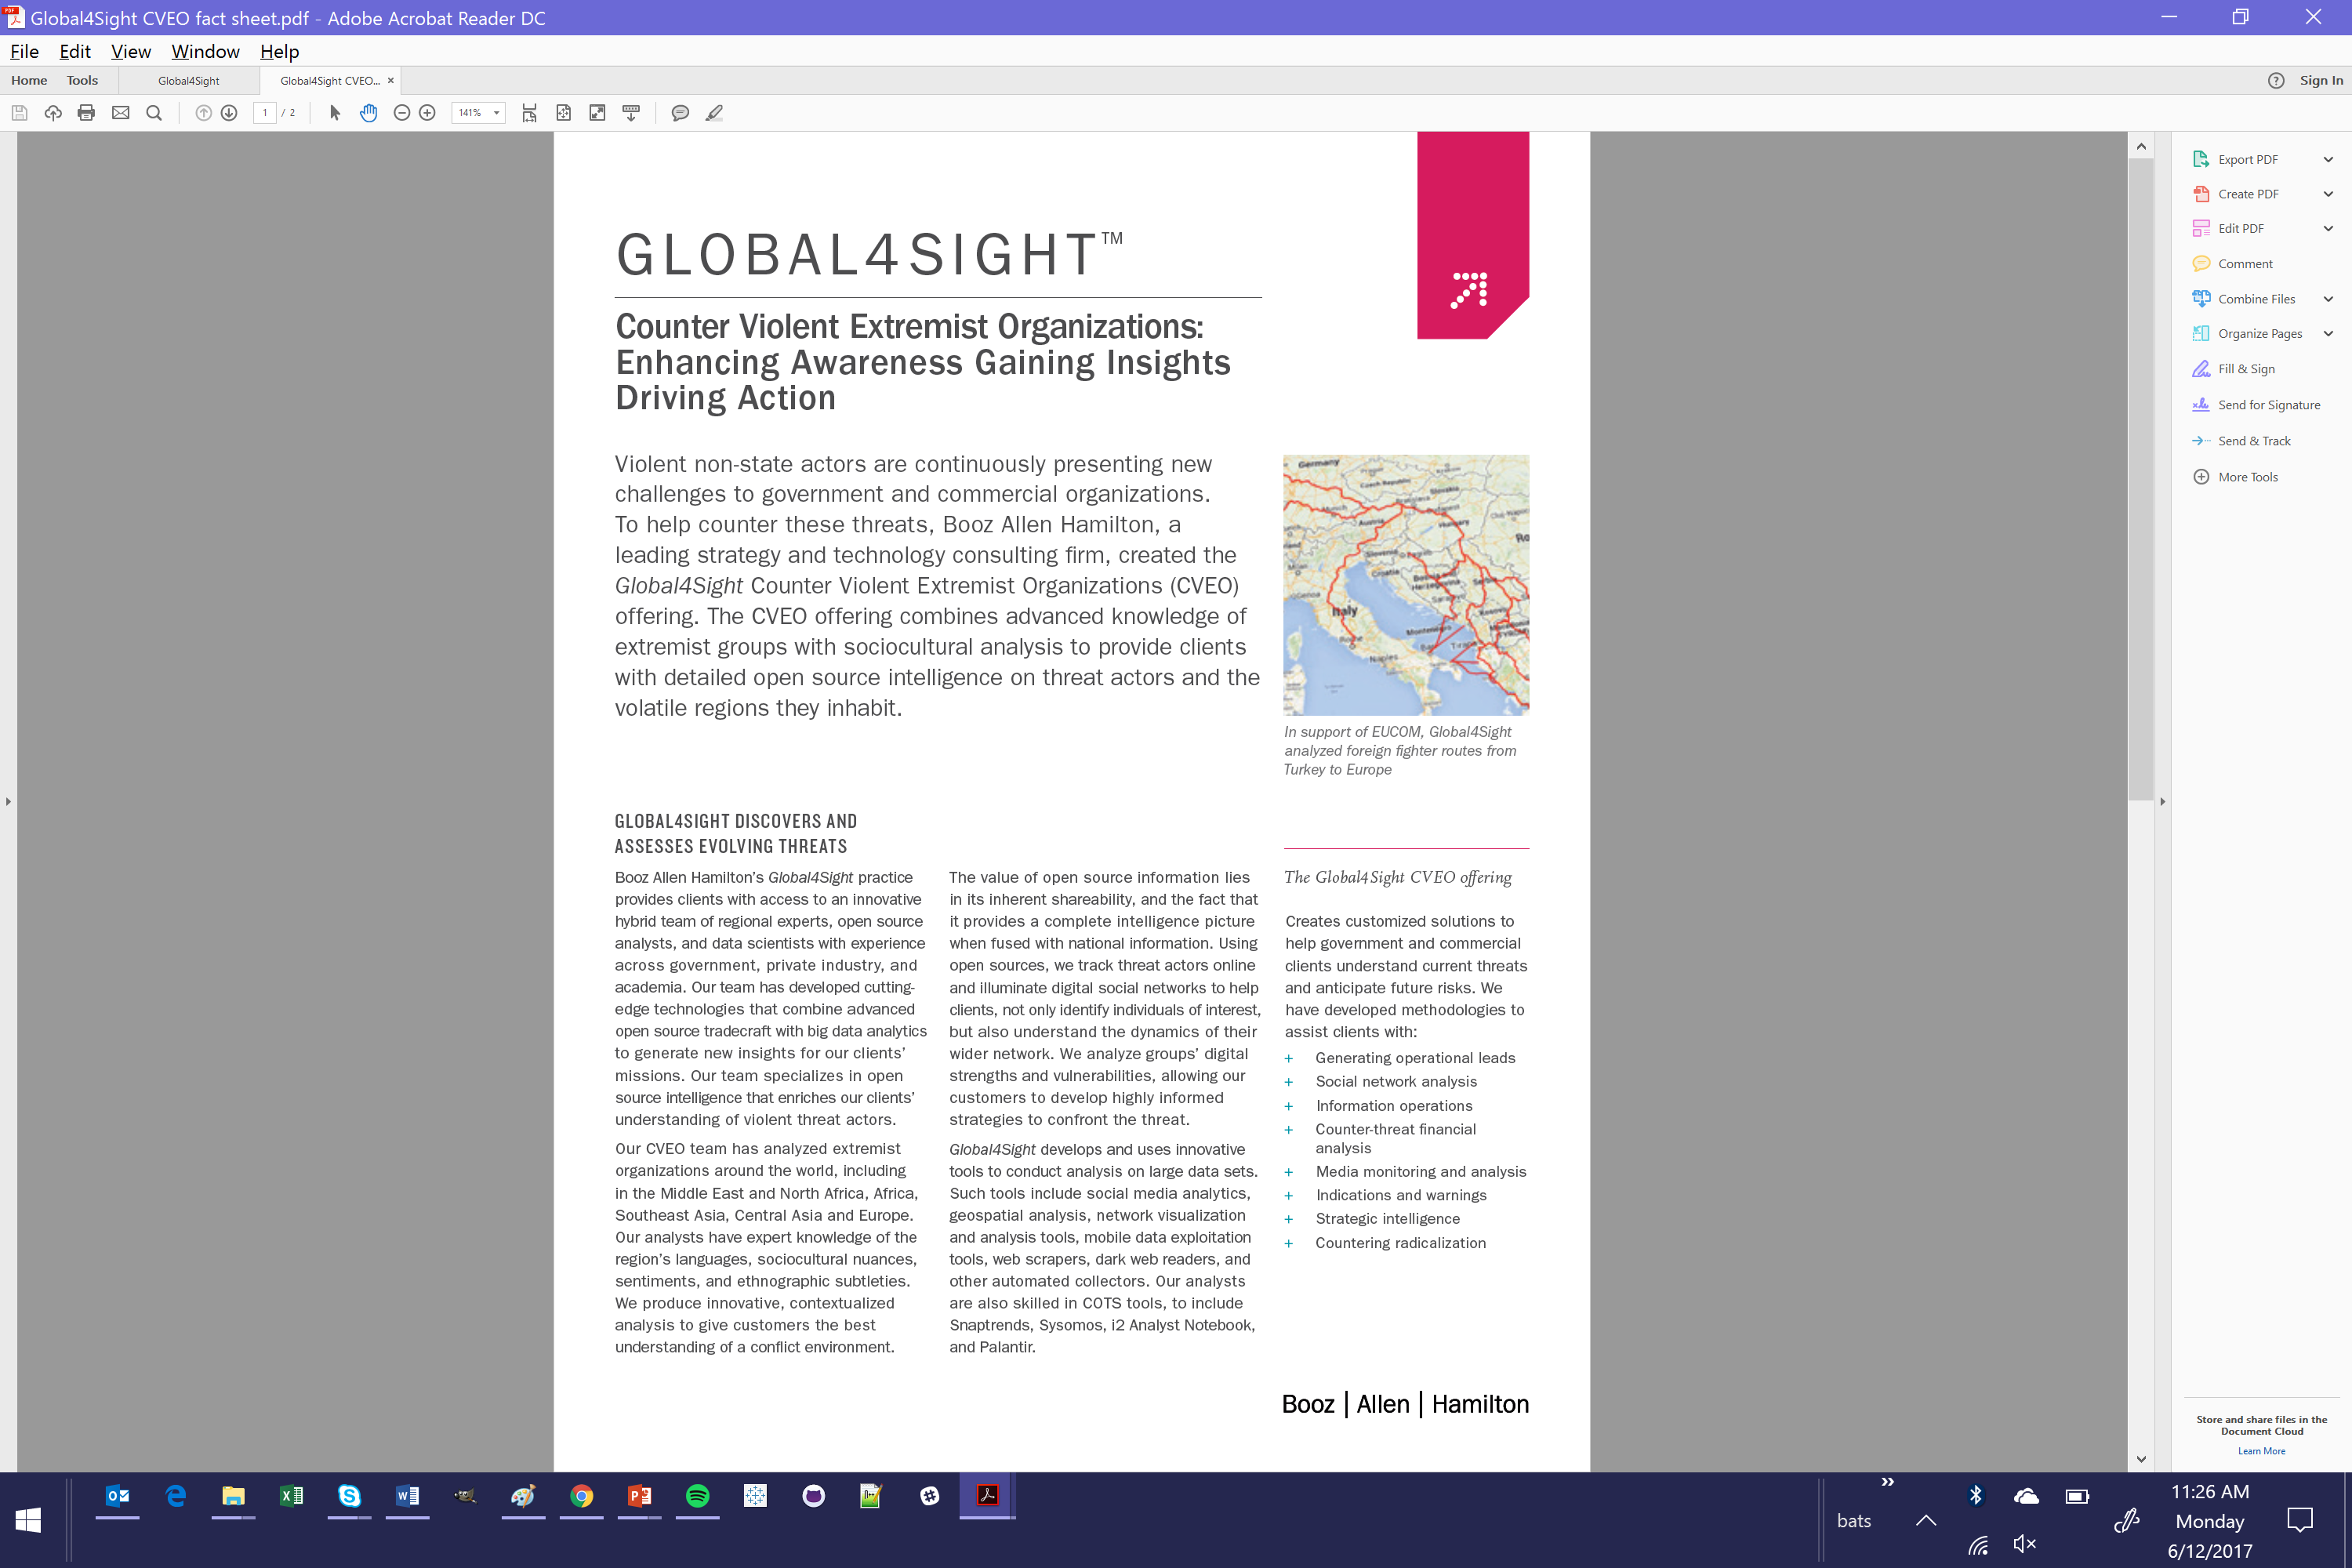 Global4Sight CVEO fact sheet.pdf - Adobe Acrobat Reader DC
File Edit View Window Help
Home Tools Global4Sight Global4Sight CVEO... × Sign In
1 / 2 141%
GLOBAL4SIGHT™
Counter Violent Extremist Organizations:
Enhancing Awareness Gaining Insights
Driving Action
Violent non-state actors are continuously presenting new
challenges to government and commercial organizations.
To help counter these threats, Booz Allen Hamilton, a
leading strategy and technology consulting firm, created the
Global4Sight Counter Violent Extremist Organizations (CVEO)
offering. The CVEO offering combines advanced knowledge of
extremist groups with sociocultural analysis to provide clients
with detailed open source intelligence on threat actors and the
volatile regions they inhabit.
Germany
Czech Republic
Slovakia
Munich
Austria
Hungary
Ro
Croatia
Italy
Montenegro
Naples
In support of EUCOM, Global4Sight
analyzed foreign fighter routes from
Turkey to Europe
GLOBAL4SIGHT DISCOVERS AND
ASSESSES EVOLVING THREATS
Booz Allen Hamilton's Global4Sight practice
provides clients with access to an innovative
hybrid team of regional experts, open source
analysts, and data scientists with experience
across government, private industry, and
academia. Our team has developed cutting-
edge technologies that combine advanced
open source tradecraft with big data analytics
to generate new insights for our clients'
missions. Our team specializes in open
source intelligence that enriches our clients'
understanding of violent threat actors.
Our CVEO team has analyzed extremist
organizations around the world, including
in the Middle East and North Africa, Africa,
Southeast Asia, Central Asia and Europe.
Our analysts have expert knowledge of the
region's languages, sociocultural nuances,
sentiments, and ethnographic subtleties.
We produce innovative, contextualized
analysis to give customers the best
understanding of a conflict environment.
The value of open source information lies
in its inherent shareability, and the fact that
it provides a complete intelligence picture
when fused with national information. Using
open sources, we track threat actors online
and illuminate digital social networks to help
clients, not only identify individuals of interest,
but also understand the dynamics of their
wider network. We analyze groups' digital
strengths and vulnerabilities, allowing our
customers to develop highly informed
strategies to confront the threat.
Global4Sight develops and uses innovative
tools to conduct analysis on large data sets.
Such tools include social media analytics,
geospatial analysis, network visualization
and analysis tools, mobile data exploitation
tools, web scrapers, dark web readers, and
other automated collectors. Our analysts
are also skilled in COTS tools, to include
Snaptrends, Sysomos, i2 Analyst Notebook,
and Palantir.
The Global4Sight CVEO offering
Creates customized solutions to
help government and commercial
clients understand current threats
and anticipate future risks. We
have developed methodologies to
assist clients with:
+ Generating operational leads
+ Social network analysis
+ Information operations
+ Counter-threat financial
analysis
+ Media monitoring and analysis
+ Indications and warnings
+ Strategic intelligence
+ Countering radicalization
Booz | Allen | Hamilton
Export PDF
Create PDF
Edit PDF
Comment
Combine Files
Organize Pages
Fill & Sign
Send for Signature
Send & Track
More Tools
Store and share files in the
Document Cloud
Learn More
bats
11:26 AM
Monday
6/12/2017